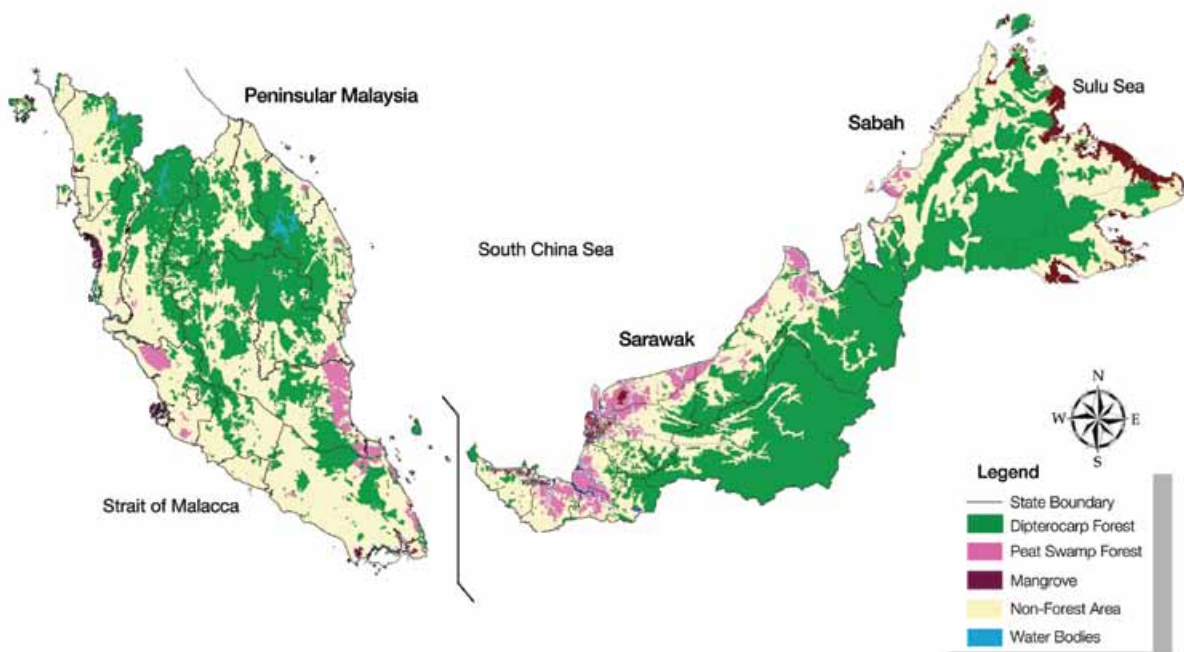 Peninsular Malaysia
Sulu Sea
Sabah
South China Sea
Sarawak
Strait of Malacca
N
W
E
S
Legend
State Boundary
Dipterocarp Forest
Peat Swamp Forest
Mangrove
Non-Forest Area
Water Bodies